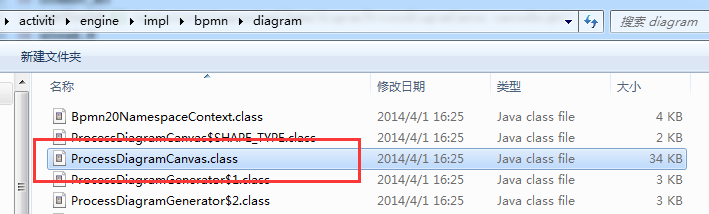 activiti ▸ engine ▸ impl ▸ bpmn ▸ diagram
搜索 diagram
新建文件夹
名称 修改日期 类型 大小
Bpmn20NamespaceContext.class 2014/4/1 16:25 Java class file 4 KB
ProcessDiagramCanvas$SHAPE_TYPE.class 2014/4/1 16:25 Java class file 2 KB
ProcessDiagramCanvas.class 2014/4/1 16:25 Java class file 34 KB
ProcessDiagramGenerator$1.class 2014/4/1 16:25 Java class file 3 KB
ProcessDiagramGenerator$2.class 2014/4/1 16:25 Java class file 3 KB